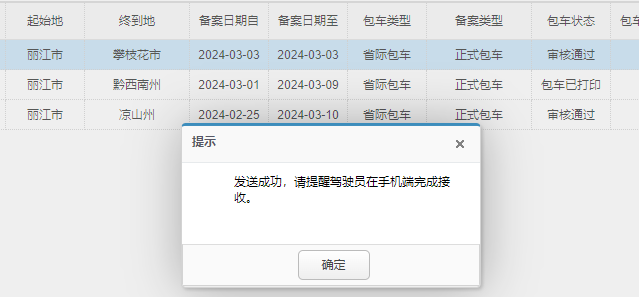 起始地 终到地 备案日期自 备案日期至 包车类型 备案类型 包车状态
丽江市 攀枝花市 2024-03-03 2024-03-03 省际包车 正式包车 审核通过
丽江市 黔西南州 2024-03-01 2024-03-09 省际包车 正式包车 包车已打印
丽江市 凉山州 2024-02-25 2024-03-10 省际包车 正式包车 审核通过
提示
发送成功，请提醒驾驶员在手机端完成接
收。
确定